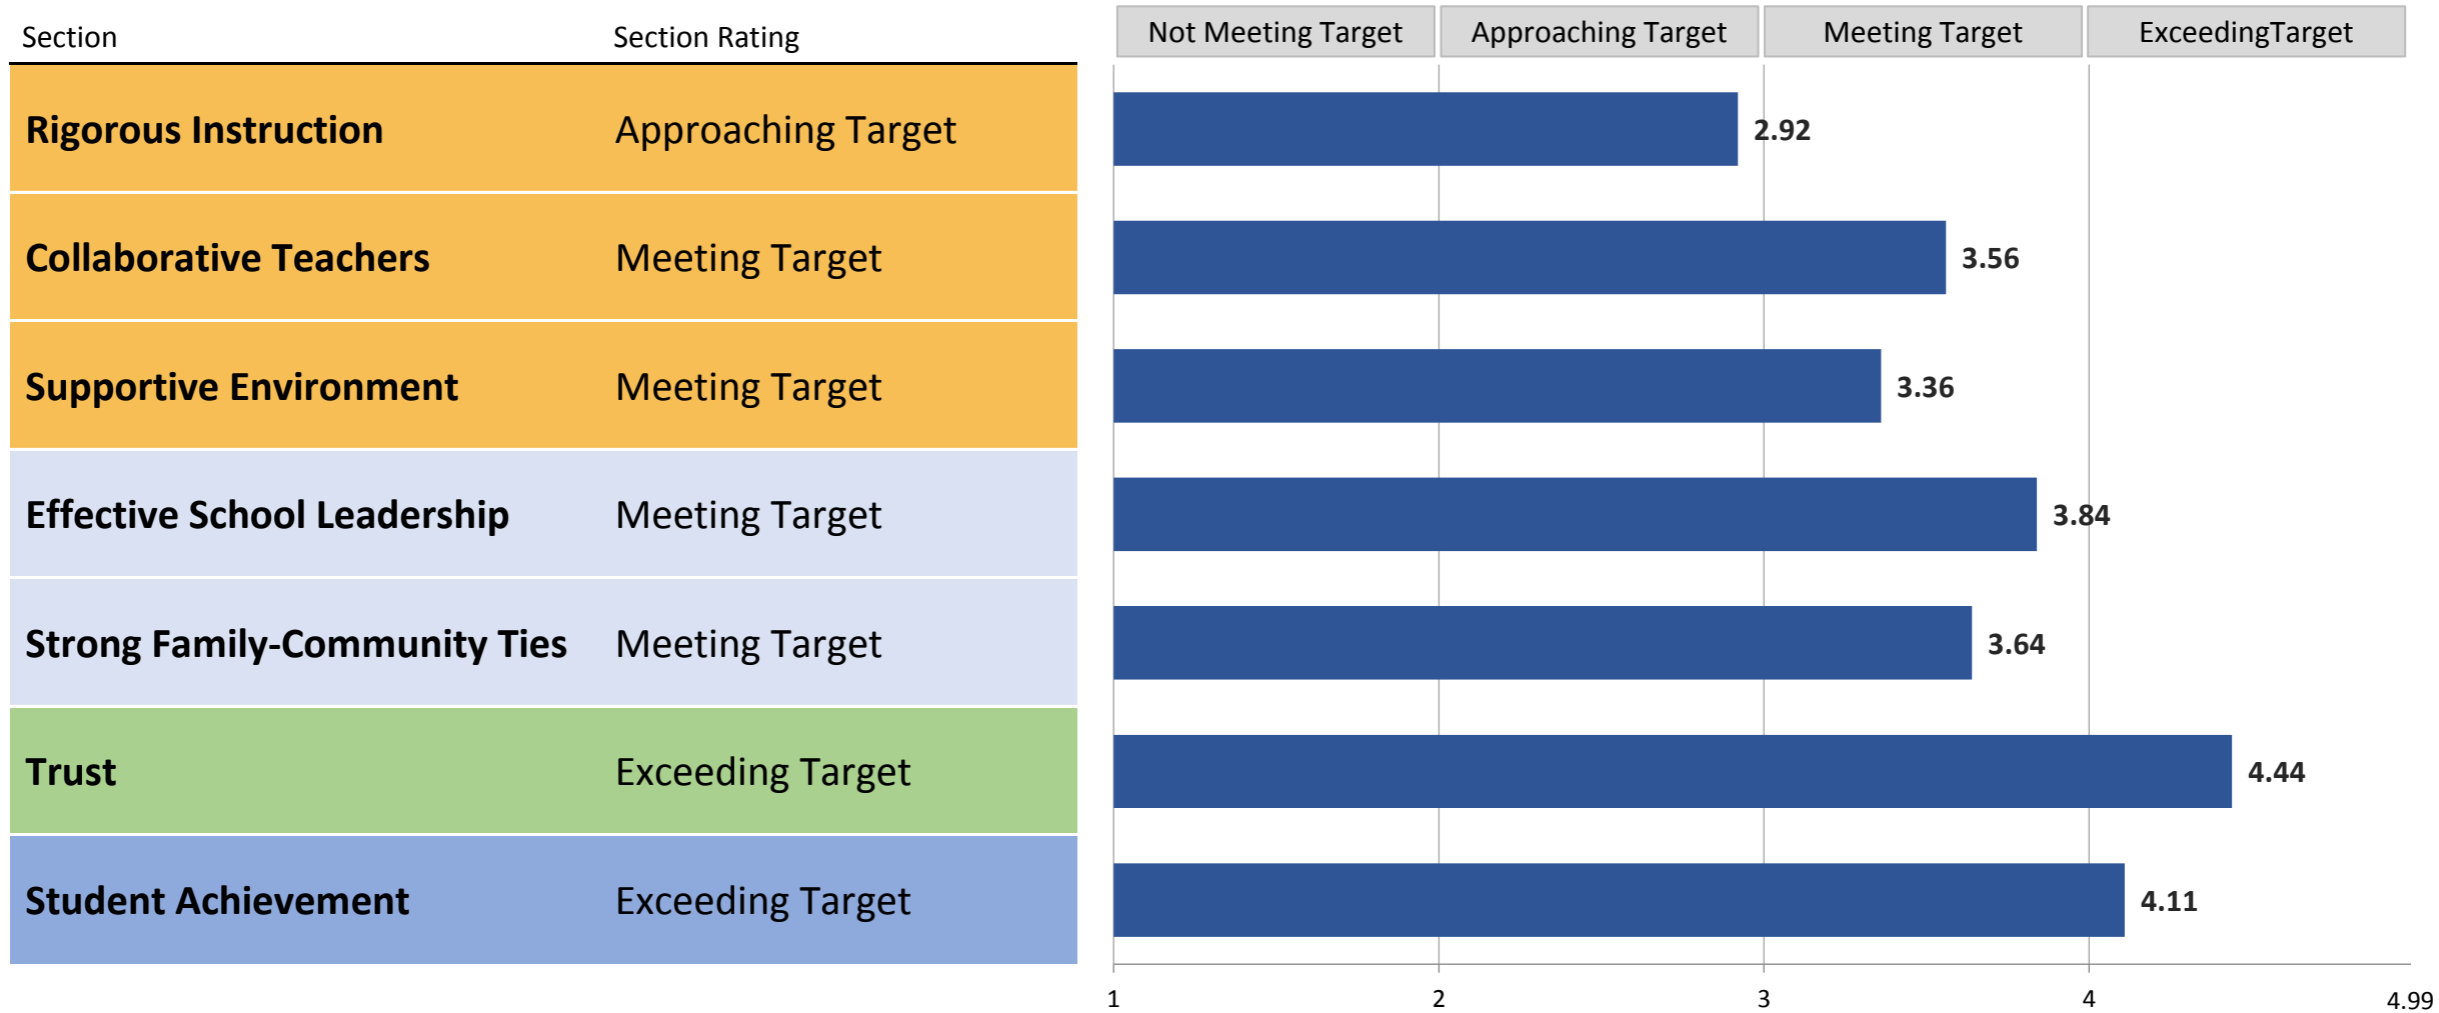 Section Section Rating Not Meeting Target Approaching Target Meeting Target ExceedingTarget
Rigorous Instruction Approaching Target 2.92
Collaborative Teachers Meeting Target 3.56
Supportive Environment Meeting Target 3.36
Effective School Leadership Meeting Target 3.84
Strong Family-Community Ties Meeting Target 3.64
Trust Exceeding Target 4.44
Student Achievement Exceeding Target 4.11
1 2 3 4 4.99